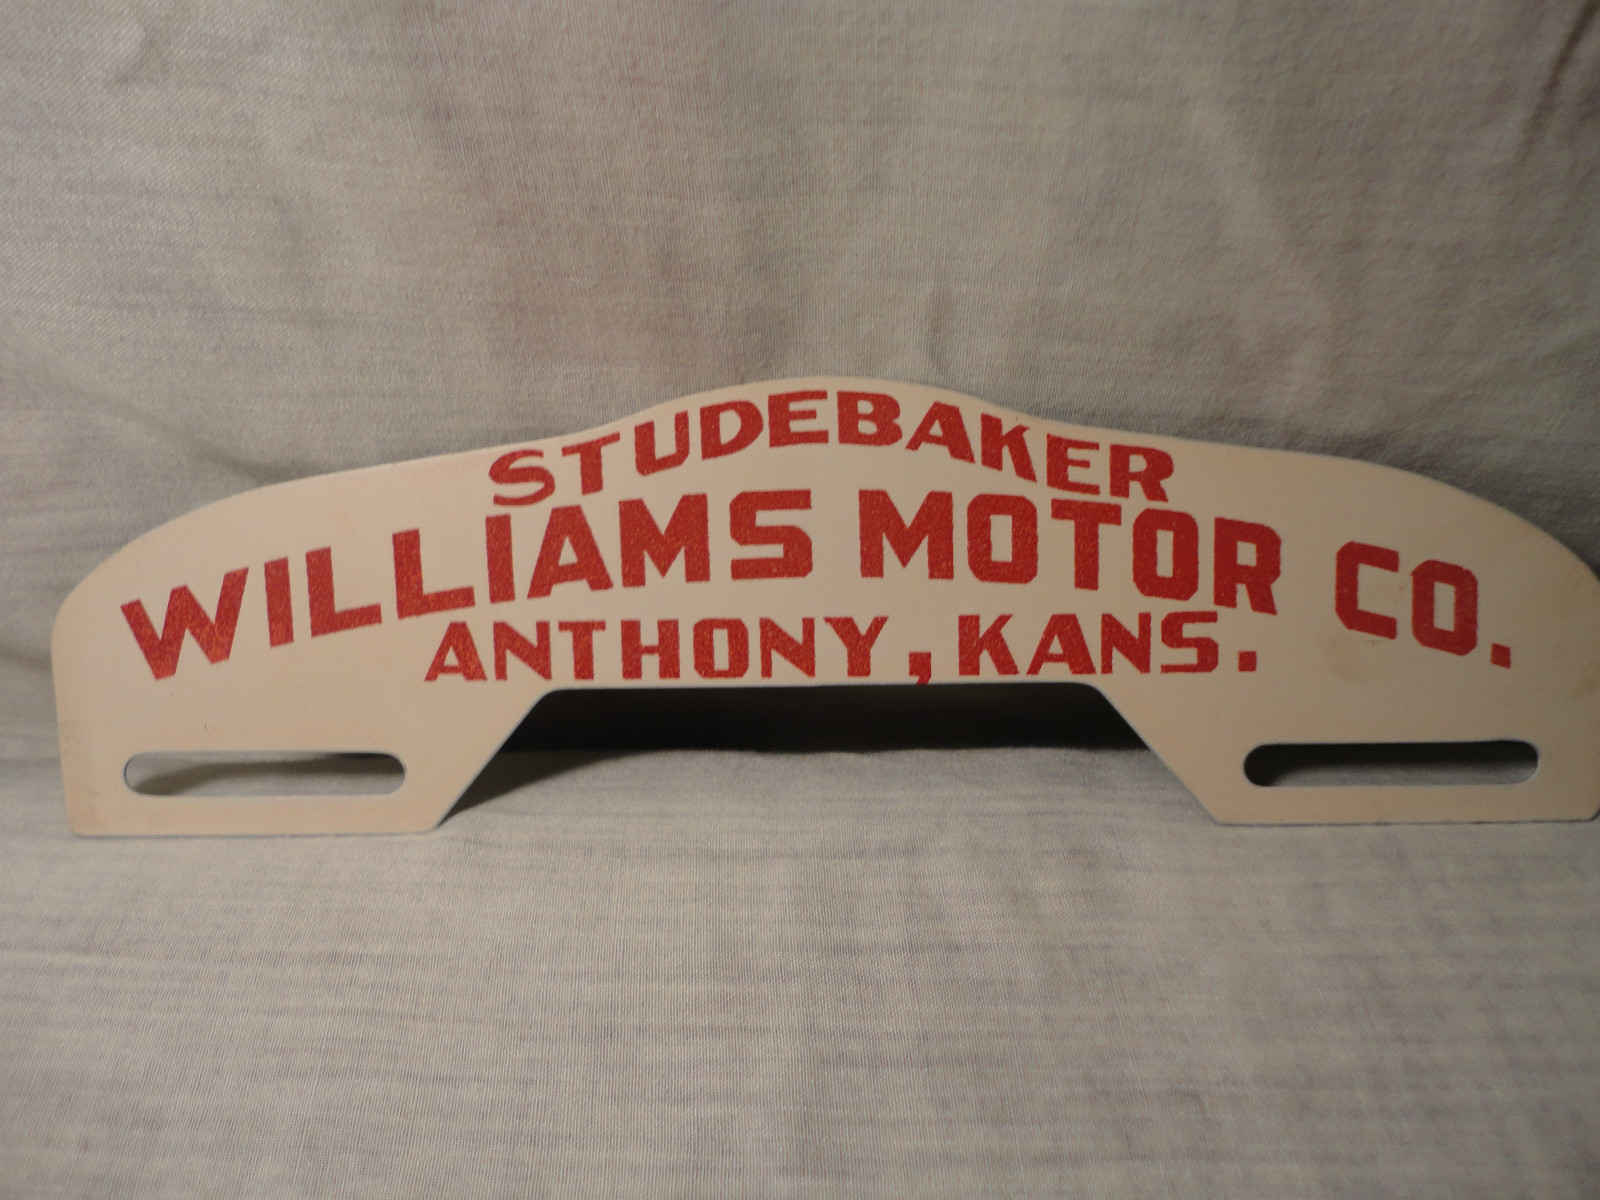 STUDEBAKER
WILLIAMS MOTOR CO.
ANTHONY, KANS.